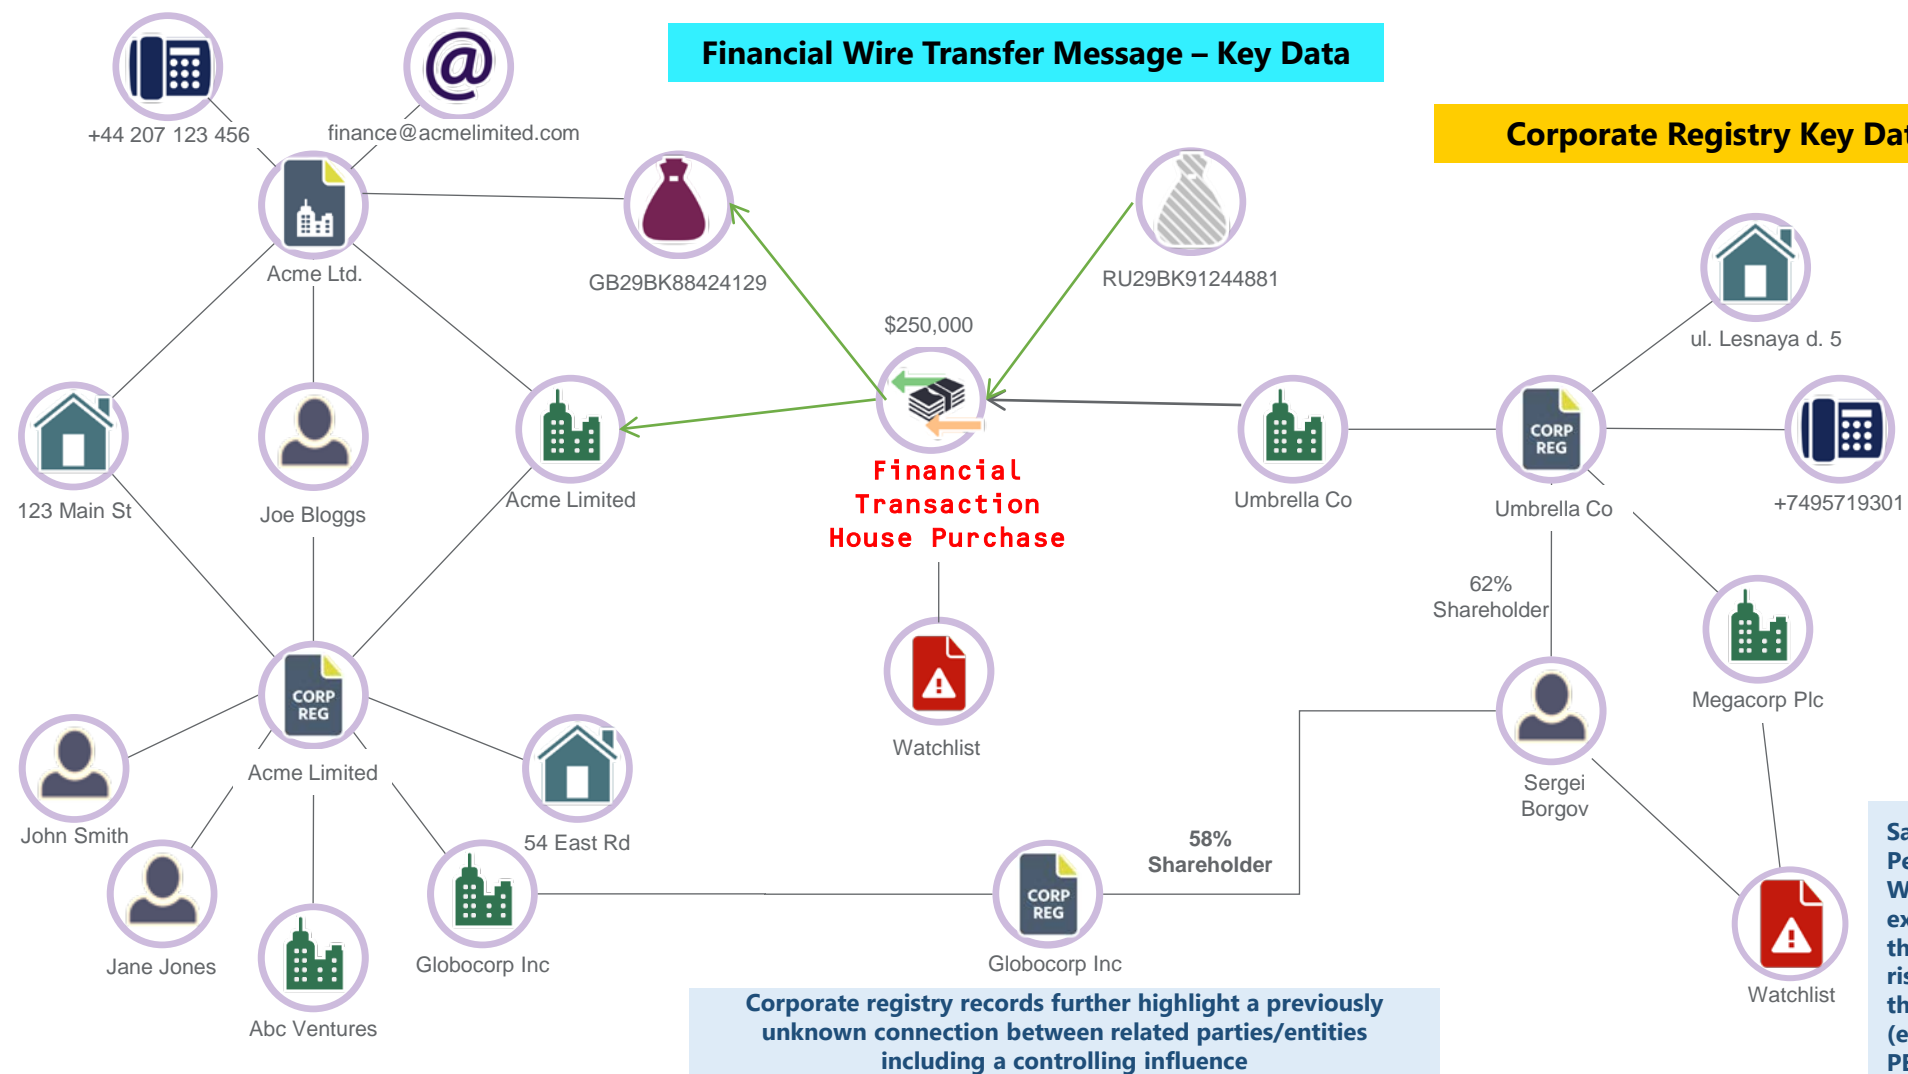 Financial Wire Transfer Message – Key Data
Corporate Registry Key
+44 207 123 456
finance@acmelimited.com
Acme Ltd.
GB29BK88424129
RU29BK91244881
ul. Lesnaya d. 5
$250,000
123 Main St
Joe Bloggs
Acme Limited
Financial
Transaction
House Purchase
Umbrella Co
CORP
REG
Umbrella Co
+7495719301
62%
Shareholder
Megacorp Plc
Watchlist
CORP
REG
Acme Limited
Sergei
Borgov
John Smith
54 East Rd
58%
Shareholder
Jane Jones
Abc Ventures
Globocorp Inc
CORP
REG
Globocorp Inc
Watchlist
Corporate registry records further highlight a previously
unknown connection between related parties/entities
including a controlling influence